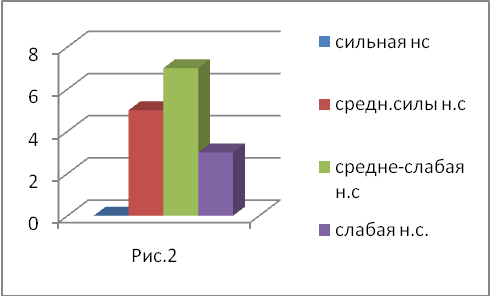 8
6
4
2
0
Рис.2
сильная нс
средн.силы н.с
средне-слабая
н.с
слабая н.с.